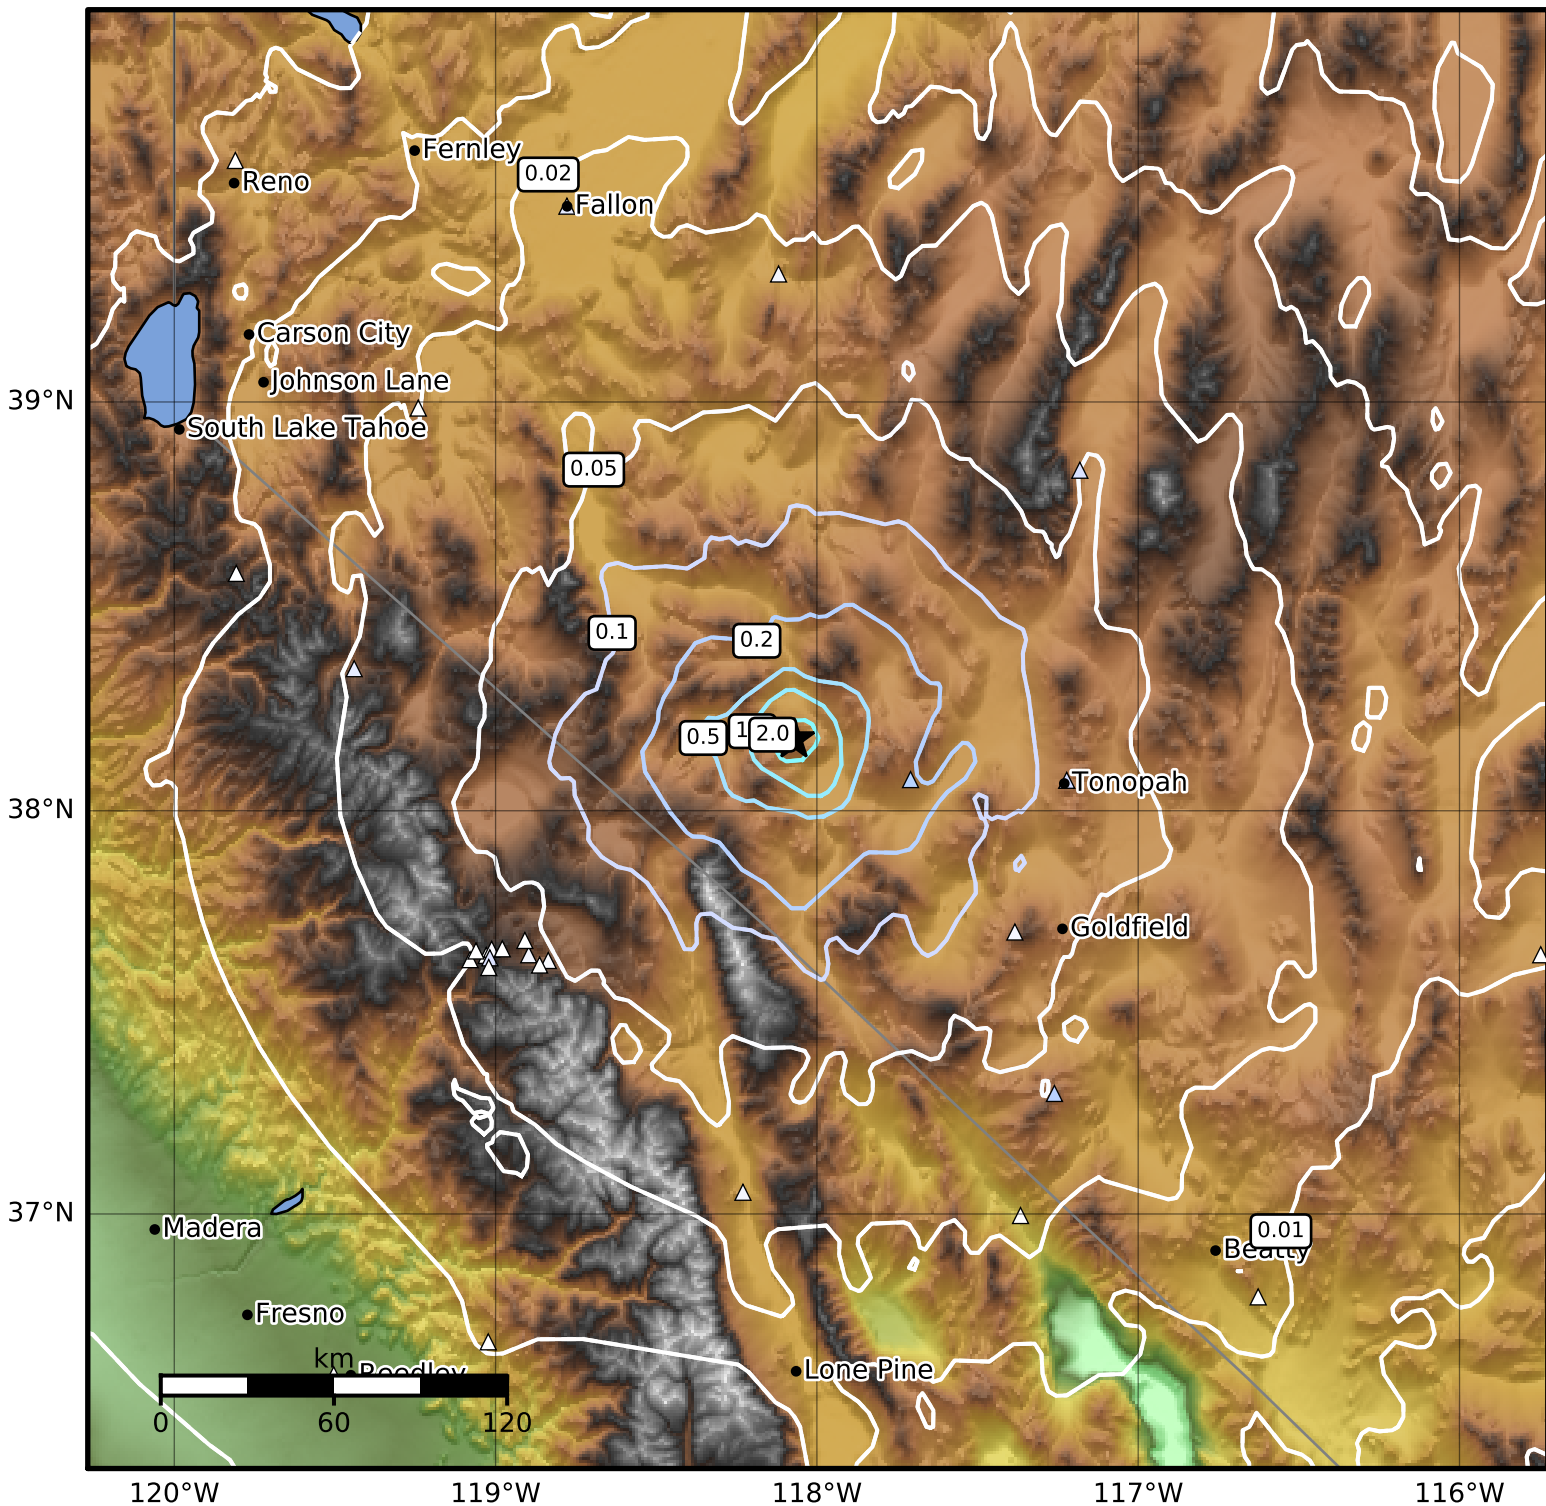 Fernley
0.02
Reno
Fallon
Carson City
Johnson Lane
39°N
South Lake Tahoe
0.05
0.1
0.2
0.5
2.0
Tonopah
38°N
Goldfield
37°N
Madera
0.01
Beatty
Fresno
km
Reedley
Lone Pine
0 60 120
120°W 119°W 118°W 117°W 116°W